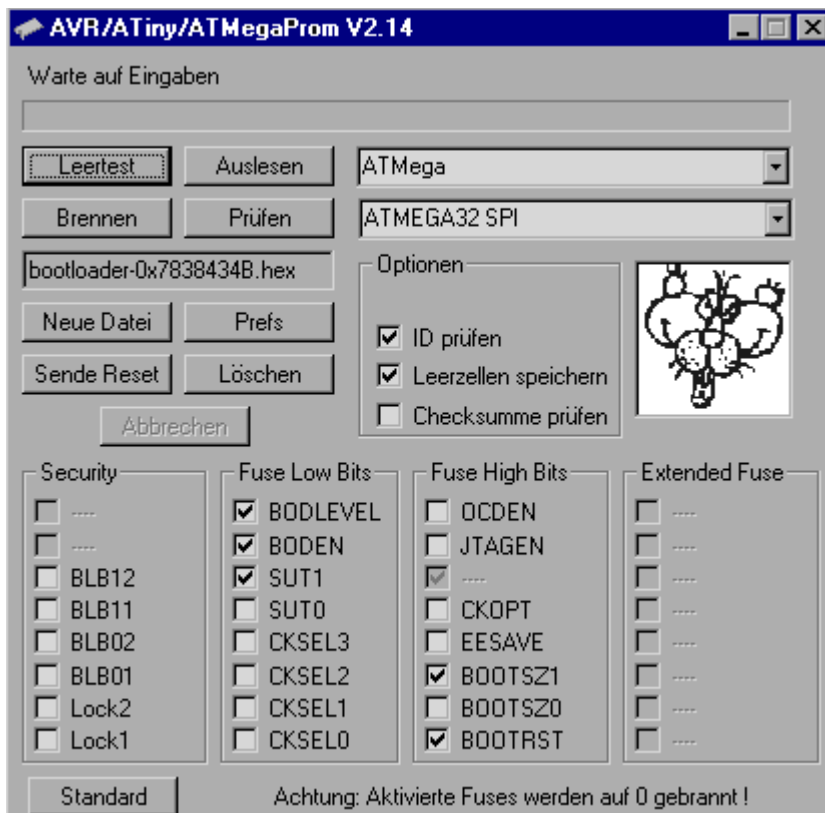 AVR/ATiny/ATMegaProm V2.14
Warte auf Eingaben
Leertest Auslesen ATMega
Brennen Prüfen ATMEGA32 SPI
bootloader-0x7838434B.hex
Optionen
Neue Datei Prefs
ID prüfen
Sende Reset Löschen
Leerzellen speichern
Abbrechen
Checksumme prüfen
Security
----
----
BLB12
BLB11
BLB02
BLB01
Lock2
Lock1
Fuse Low Bits
BODLEVEL
BODEN
SUT1
SUT0
CKSEL3
CKSEL2
CKSEL1
CKSEL0
Fuse High Bits
OCDEN
JTAGEN
----
CKOPT
EESAVE
BOOTSZ1
BOOTSZ0
BOOTRST
Extended Fuse
----
----
----
----
----
----
----
----
Standard
Achtung: Aktivierte Fuses werden auf 0 gebrannt !